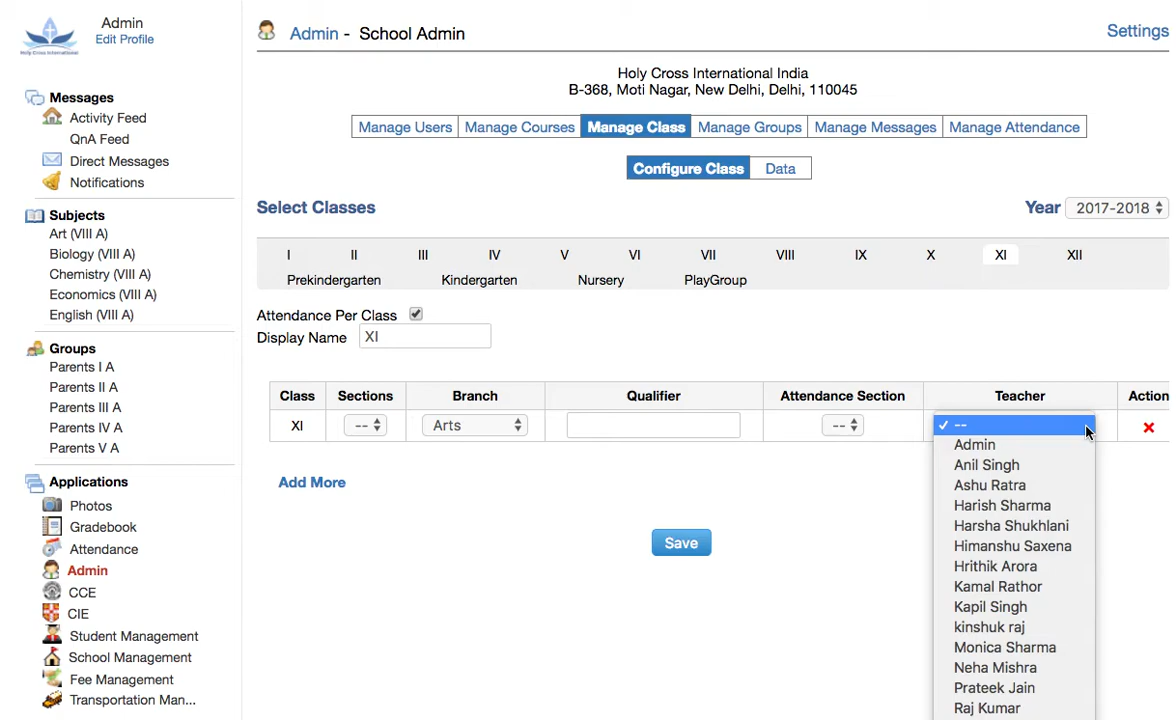 Admin
Edit Profile
Holy Cross International
Messages
Activity Feed
QnA Feed
Direct Messages
Notifications
Subjects
Art (VIII A)
Biology (VIII A)
Chemistry (VIII A)
Economics (VIII A)
English (VIII A)
Groups
Parents I A
Parents II A
Parents III A
Parents IV A
Parents V A
Applications
Photos
Gradebook
Attendance
Admin
CCE
CIE
Student Management
School Management
Fee Management
Transportation Man...
Admin - School Admin
Settings
Holy Cross International India
B-368, Moti Nagar, New Delhi, Delhi, 110045
Manage Users Manage Courses Manage Class Manage Groups Manage Messages Manage Attendance
Configure Class Data
Select Classes Year 2017-2018
I II III IV V VI VII VIII IX X XI XII
Prekindergarten Kindergarten Nursery PlayGroup
Attendance Per Class
Display Name XI
Class Sections Branch Qualifier Attendance Section Teacher Action
XI -- Arts -- --
Admin
Anil Singh
Ashu Ratra
Harish Sharma
Harsha Shukhlani
Himanshu Saxena
Hrithik Arora
Kamal Rathor
Kapil Singh
kinshuk raj
Monica Sharma
Neha Mishra
Prateek Jain
Raj Kumar
Add More
Save